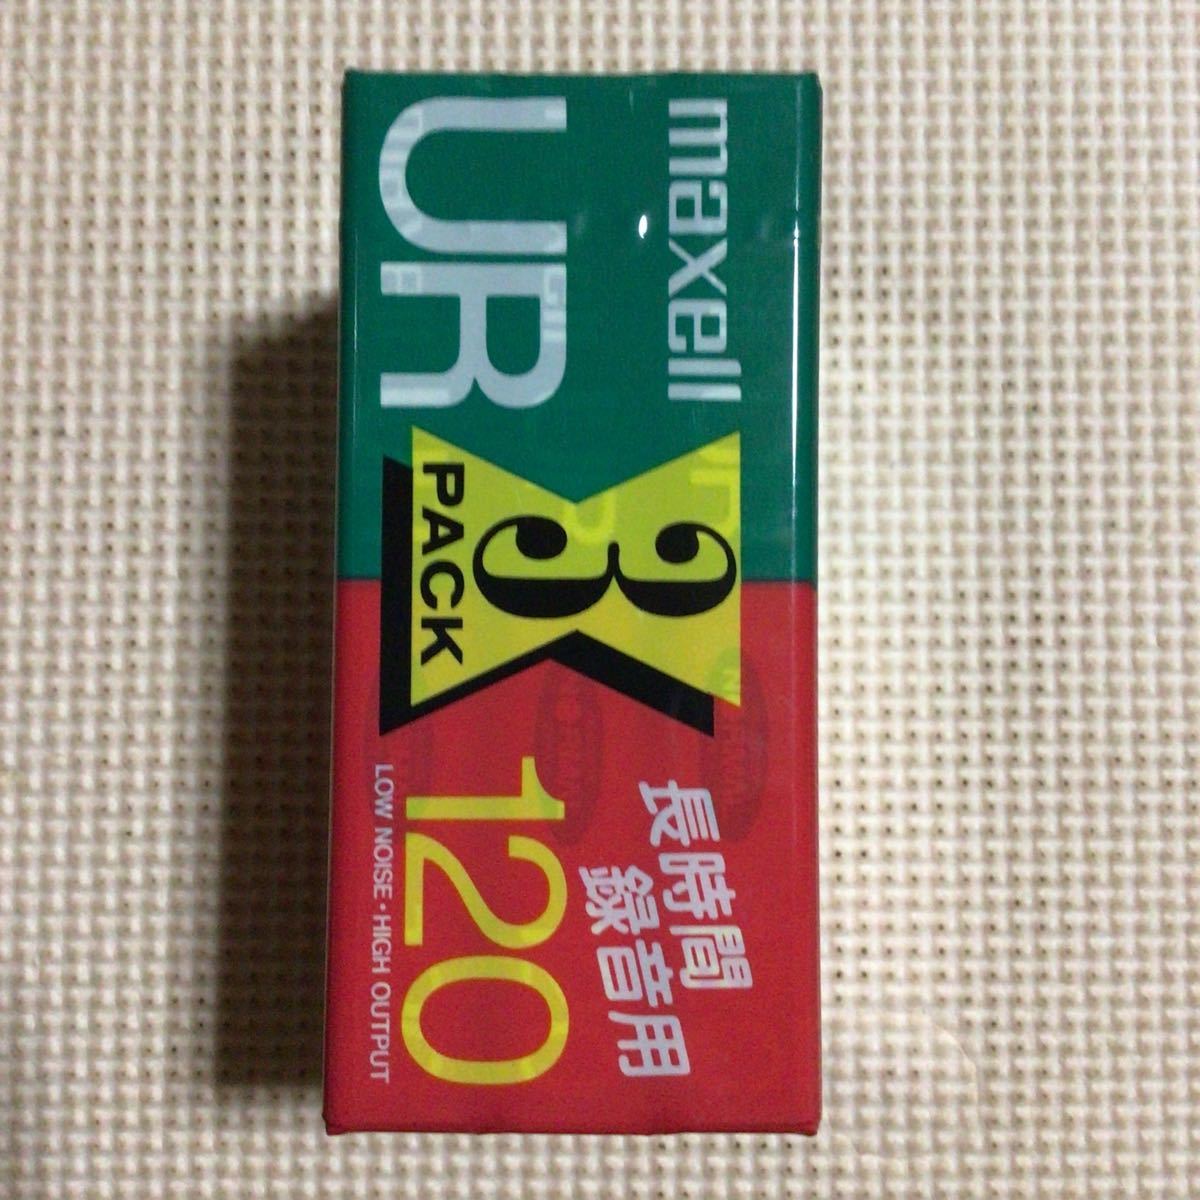 maxell
UR
3
PACK
長時間
録音用
120
LOW NOISE・HIGH OUTPUT